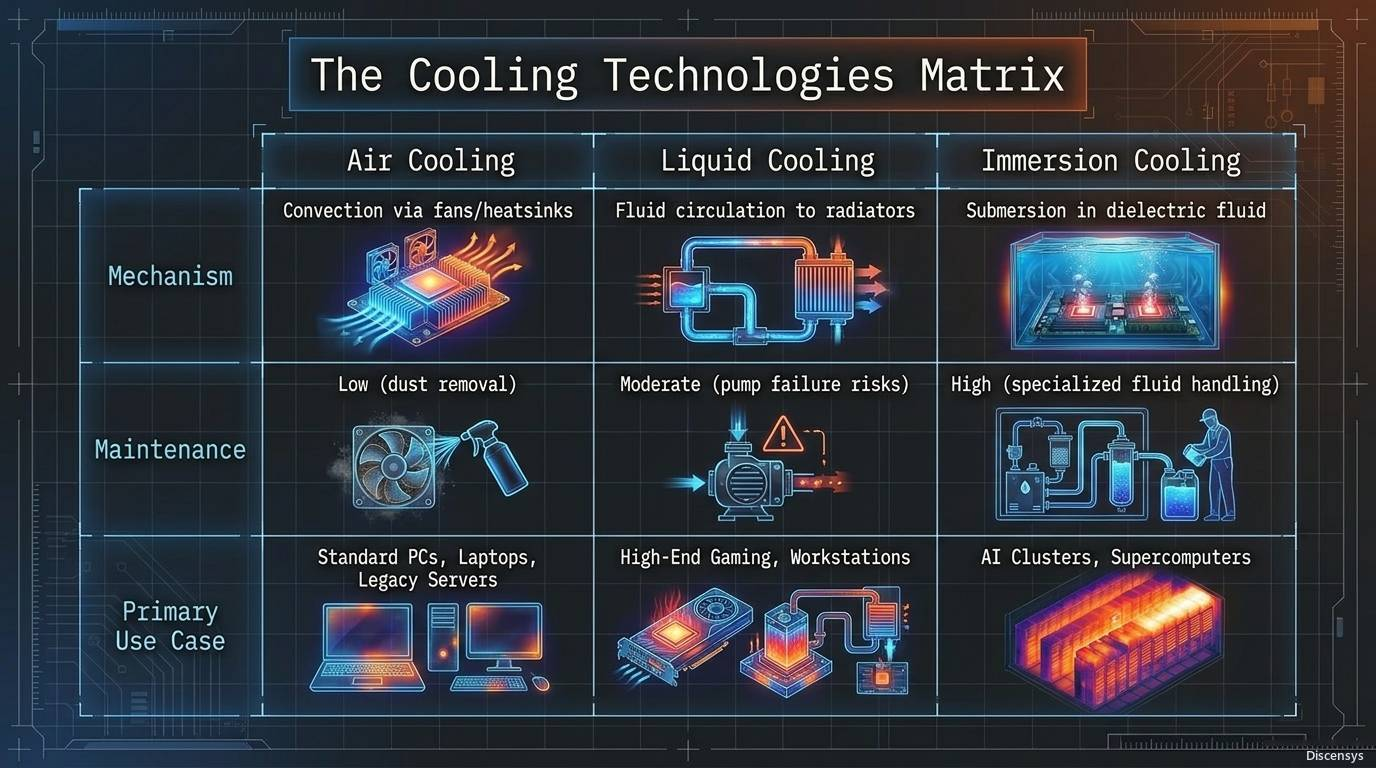 The Cooling Technologies Matrix
Air Cooling
Liquid Cooling
Immersion Cooling
Mechanism
Convection via fans/heatsinks
Fluid circulation to radiators
Submersion in dielectric fluid
Maintenance
Low (dust removal)
Moderate (pump failure risks)
High (specialized fluid handling)
Primary
Use Case
Standard PCs, Laptops,
Legacy Servers
High-End Gaming, Workstations
AI Clusters, Supercomputers
Discensys